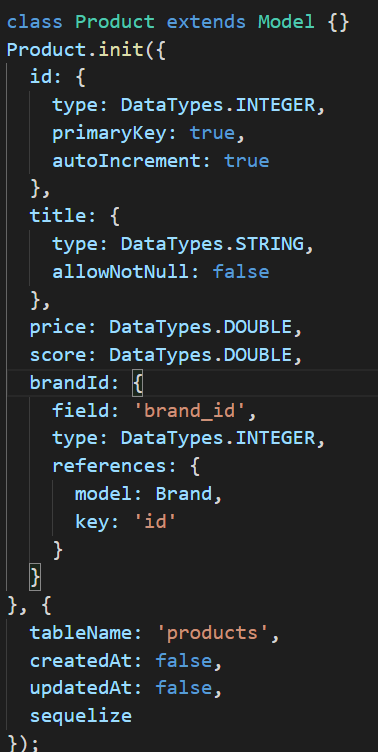 class Product extends Model {}
Product.init({
  id: {
    type: DataTypes.INTEGER,
    primaryKey: true,
    autoIncrement: true
  },
  title: {
    type: DataTypes.STRING,
    allowNotNull: false
  },
  price: DataTypes.DOUBLE,
  score: DataTypes.DOUBLE,
  brandId: {
    field: 'brand_id',
    type: DataTypes.INTEGER,
    references: {
      model: Brand,
      key: 'id'
    }
  }
}, {
  tableName: 'products',
  createdAt: false,
  updatedAt: false,
  sequelize
});